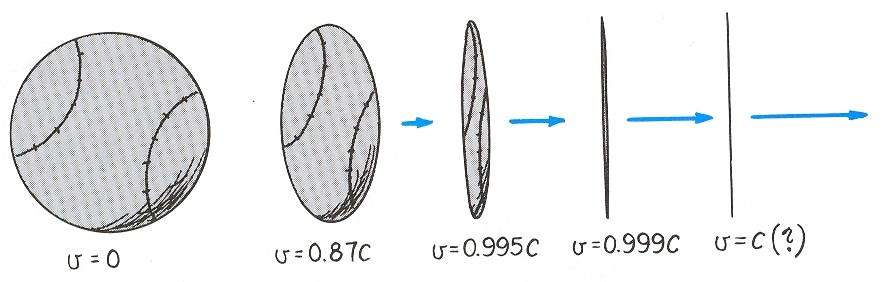 υ = 0
υ = 0.87C
υ = 0.995C
υ = 0.999C
υ = C (?)